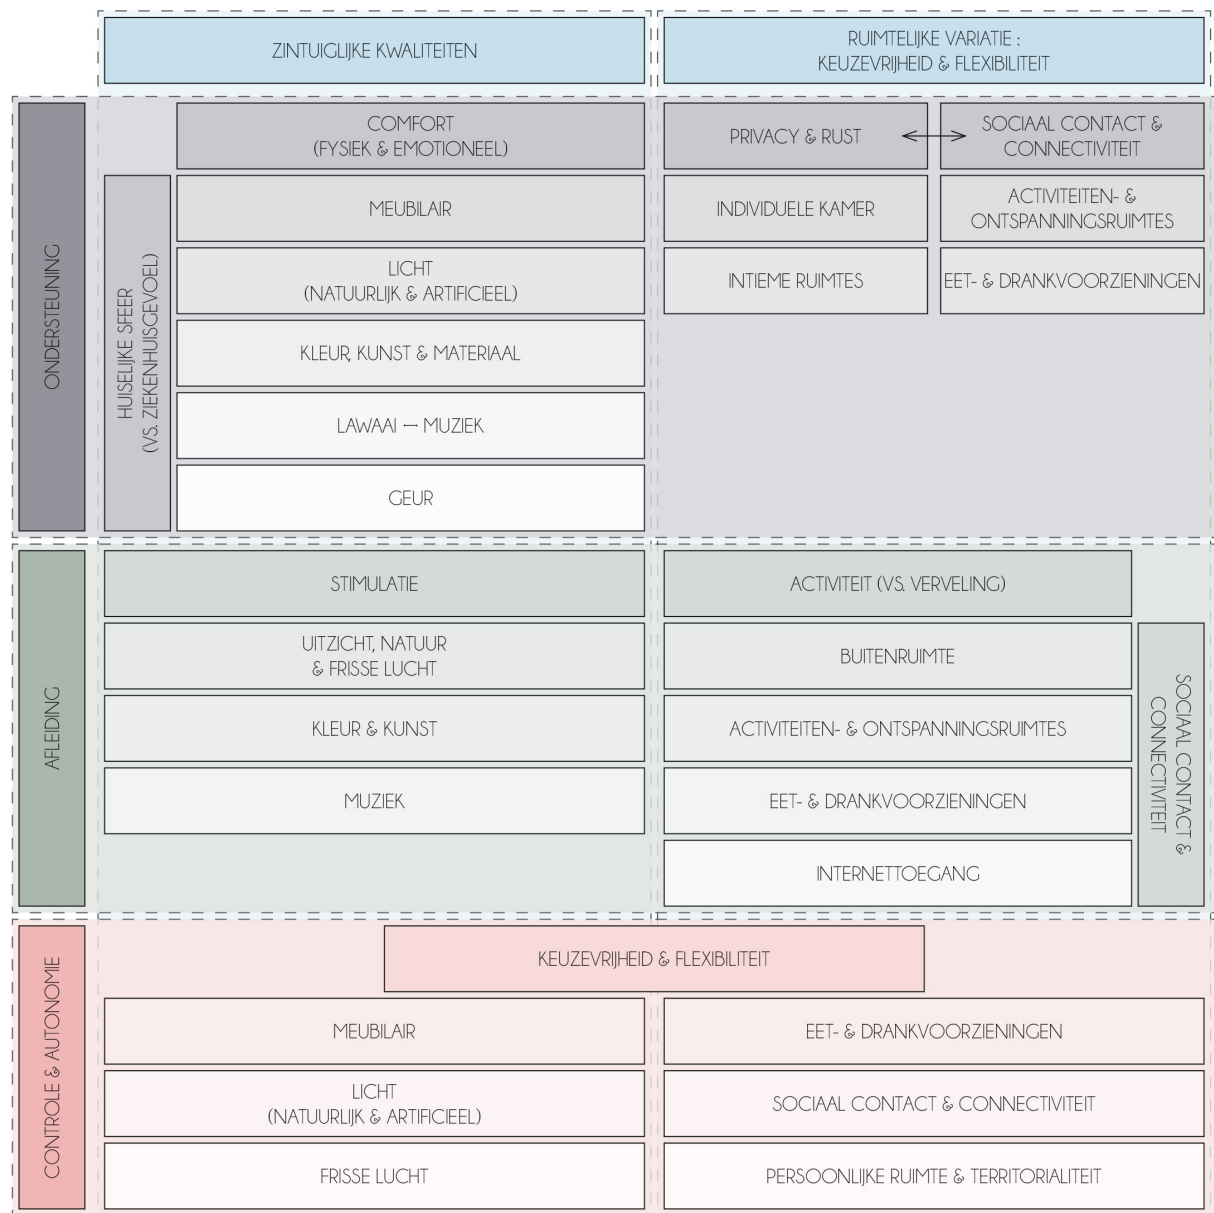 ZINTUIGLIJKE KWALITEITEN
RUIMTELIJKE VARIATIE :
KEUZEVRIJHEID & FLEXIBILITEIT
ONDERSTEUNING
HUISELIJKE SFEER
(VS. ZIEKENHUISGEVOEL)
COMFORT
(FYSIEK & EMOTIONEEL)
MEUBILAIR
LICHT
(NATUURLIJK & ARTIFICIEEL)
KLEUR, KUNST & MATERIAAL
LAWAAI ↔ MUZIEK
GEUR
PRIVACY & RUST
SOCIAAL CONTACT &
CONNECTIVITEIT
INDIVIDUELE KAMER
ACTIVITEITEN- &
ONTSPANNINGSRUIMTES
INTIEME RUIMTES
EET- & DRANKVOORZIENINGEN
AFLEIDING
STIMULATIE
UITZICHT, NATUUR
& FRISSE LUCHT
KLEUR & KUNST
MUZIEK
ACTIVITEIT (VS. VERVELING)
BUITENRUIMTE
ACTIVITEITEN- & ONTSPANNINGSRUIMTES
EET- & DRANKVOORZIENINGEN
INTERNETTOEGANG
SOCIAAL CONTACT &
CONNECTIVITEIT
CONTROLE & AUTONOMIE
KEUZEVRIJHEID & FLEXIBILITEIT
MEUBILAIR
LICHT
(NATUURLIJK & ARTIFICIEEL)
FRISSE LUCHT
EET- & DRANKVOORZIENINGEN
SOCIAAL CONTACT & CONNECTIVITEIT
PERSOONLIJKE RUIMTE & TERRITORIALITEIT